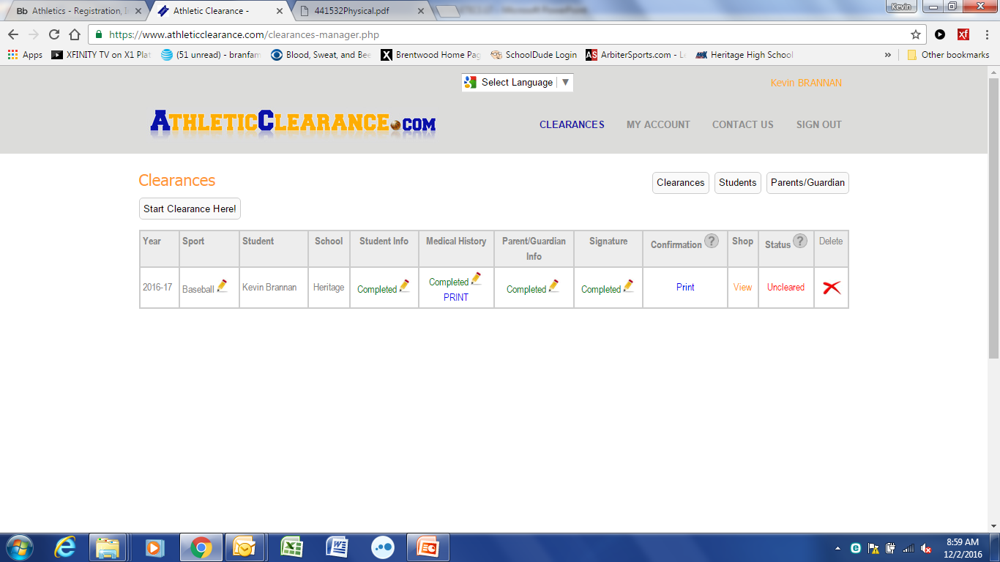 Bb Athletics - Registration, I
Athletic Clearance -
441532Physical.pdf
Kevin
https://www.athleticclearance.com/clearances-manager.php
xf
Apps
XFINITY TV on X1 Plat
(51 unread) - branfam
Blood, Sweat, and Bee
X Brentwood Home Pag
SchoolDude Login
AS ArbiterSports.com - Lo
Heritage High School
»
Other bookmarks
Select Language ▼
Kevin BRANNAN
ATHLETICCLEARANCE.COM
CLEARANCES MY ACCOUNT CONTACT US SIGN OUT
Clearances
Clearances Students Parents/Guardian
Start Clearance Here!
Year Sport Student School Student Info Medical History Parent/Guardian Info Signature Confirmation ? Shop Status ? Delete
2016-17 Baseball Kevin Brannan Heritage Completed Completed PRINT Completed Completed Print View Uncleared
8:59 AM
12/2/2016